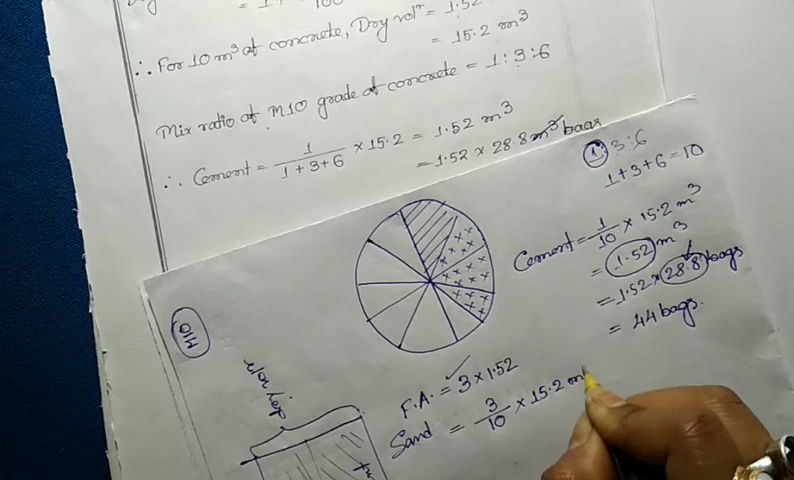 = 1+ 100
= 1.52
∴ For 10 m³ of concrete, Dry volⁿ =
= 15.2 m³
Mix ratio of M10 grade of concrete = 1:3:6
∴ Cement = 1/(1+3+6) × 15.2 = 1.52 m³
= 1.52 × 28.8 m³ bags
1:3:6
1+3+6=10
Cement = 1/10 × 15.2 m³
= 1.52 m³
= 1.52 × 28.8 bags
= 44 bags.
M10
F.A. = 3 × 1.52
Sand = 3/10 × 15.2 m